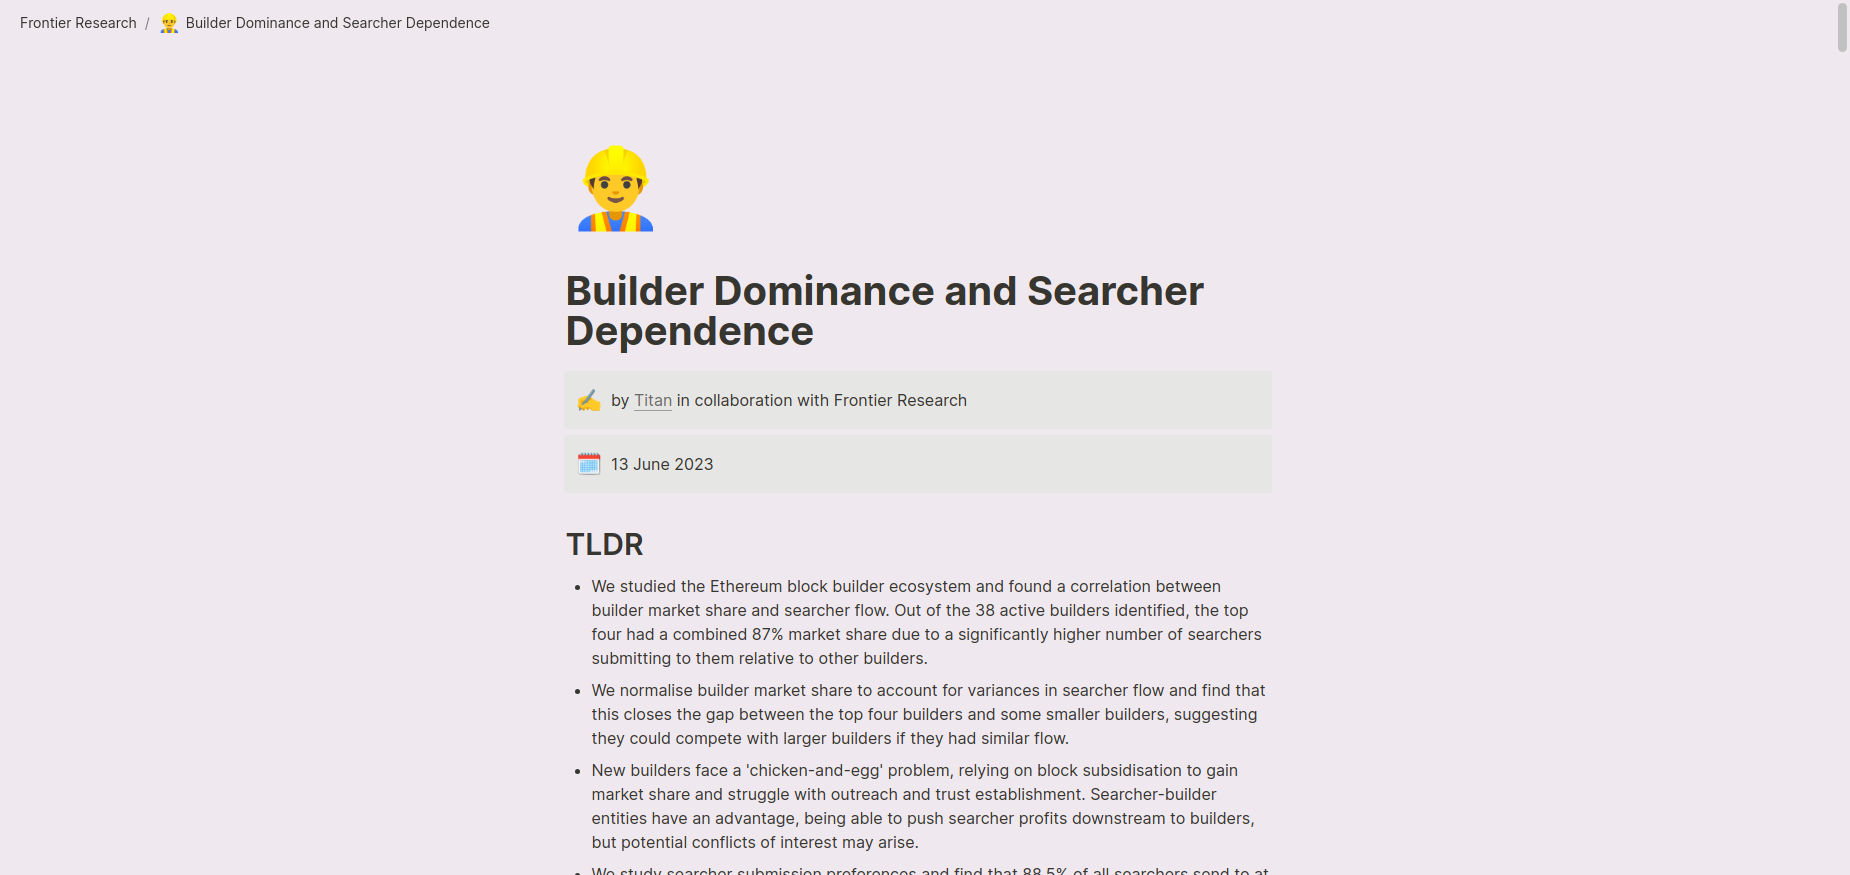 Frontier Research / Builder Dominance and Searcher Dependence
Builder Dominance and Searcher
Dependence
by Titan in collaboration with Frontier Research
13 June 2023
TLDR
• We studied the Ethereum block builder ecosystem and found a correlation between
builder market share and searcher flow. Out of the 38 active builders identified, the top
four had a combined 87% market share due to a significantly higher number of searchers
submitting to them relative to other builders.
• We normalise builder market share to account for variances in searcher flow and find that
this closes the gap between the top four builders and some smaller builders, suggesting
they could compete with larger builders if they had similar flow.
• New builders face a 'chicken-and-egg' problem, relying on block subsidisation to gain
market share and struggle with outreach and trust establishment. Searcher-builder
entities have an advantage, being able to push searcher profits downstream to builders,
but potential conflicts of interest may arise.
• We study searcher submission preferences and find that 88.5% of all searchers send to at